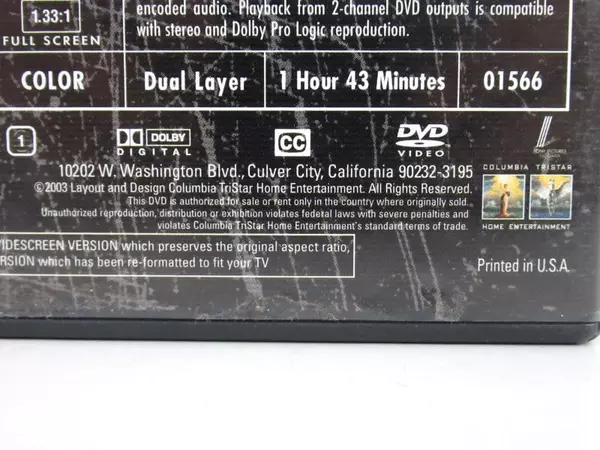 encoded audio. Playback from 2-channel DVD outputs is compatible
with stereo and Dolby Pro Logic reproduction.
1.33:1
FULL SCREEN
COLOR
Dual Layer
1 Hour 43 Minutes
01566
1
DOLBY
DIGITAL
CC
DVD
VIDEO
SONY PICTURES
COLUMBIA TRISTAR
HOME ENTERTAINMENT
10202 W. Washington Blvd., Culver City, California 90232-3195
©2003 Layout and Design Columbia TriStar Home Entertainment. All Rights Reserved.
This DVD is authorized for sale or rent only in the country where originally sold.
Unauthorized reproduction, distribution or exhibition violates federal laws with severe penalties and
violates Columbia TriStar Home Entertainment's standard terms of trade.
WIDESCREEN VERSION which preserves the original aspect ratio,
ERSION which has been re-formatted to fit your TV
Printed in U.S.A.